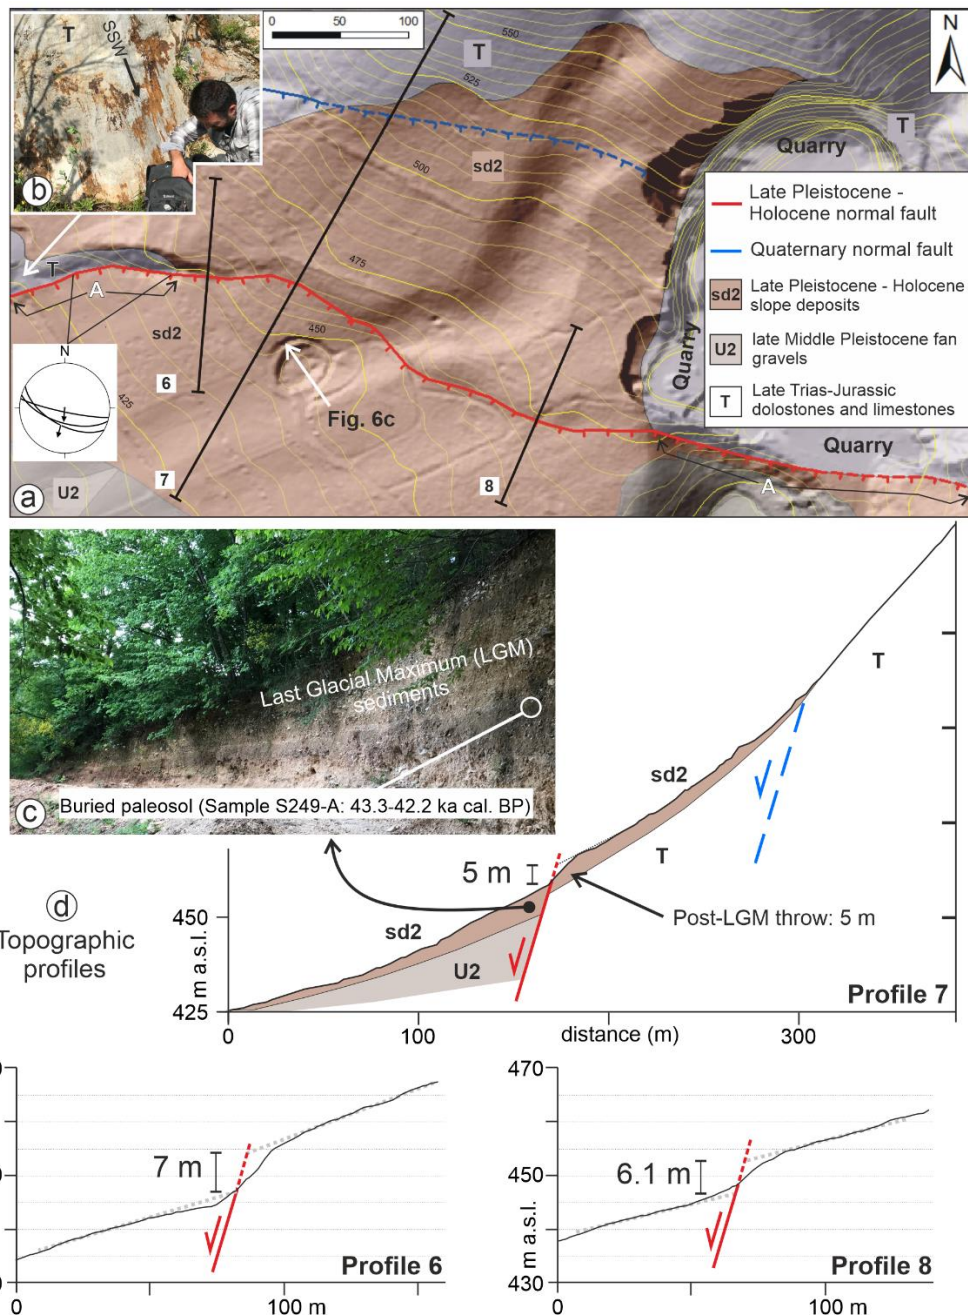 0 50 100
N
T
SSW
b
T
550
525
T
Quarry
sd2
500
475
Late Pleistocene -
Holocene normal fault
Quaternary normal fault
sd2 Late Pleistocene - Holocene
slope deposits
U2 late Middle Pleistocene fan
gravels
T Late Trias-Jurassic
dolostones and limestones
T
A
sd2
450
Quarry
N
6
425
Fig. 6c
Quarry
U2
7
8
A
a
Last Glacial Maximum (LGM)
sediments
Buried paleosol (Sample S249-A: 43.3-42.2 ka cal. BP)
c
T
sd2
T
5 m
d
Topographic
profiles
450
sd2
Post-LGM throw: 5 m
m a.s.l.
U2
425
Profile 7
0 100 distance (m) 300
470
7 m
450
6.1 m
m a.s.l.
Profile 6
430
Profile 8
100 m
0 100 m